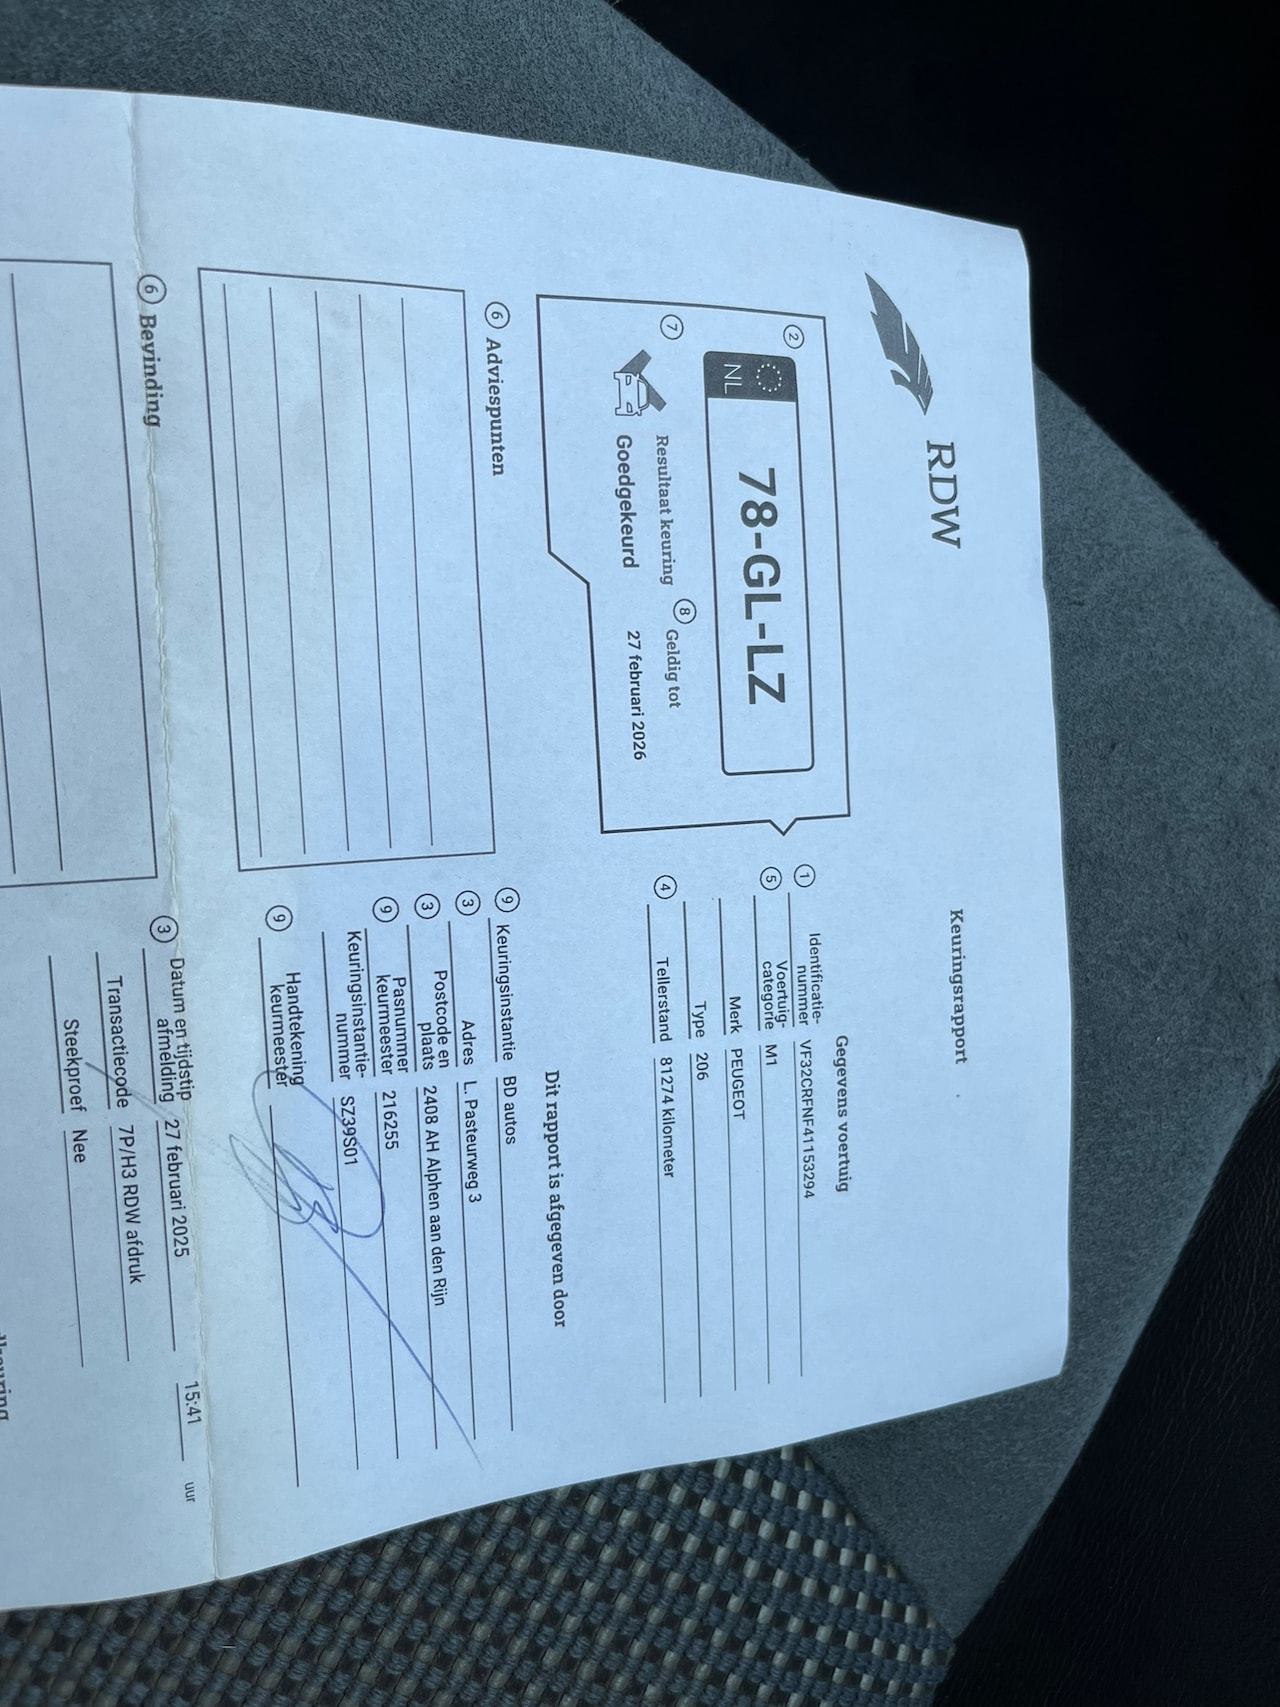 RDW
Keuringsrapport
2
NL
78-GL-LZ
7
Resultaat keuring
Goedgekeurd
8
Geldig tot
27 februari 2026
Gegevens voertuig
1 Identificatie-
nummer VF32CRFNF41153294
5 Voertuig-
categorie M1
Merk PEUGEOT
Type 206
4 Tellerstand 81274 kilometer
6 Adviespunten
Dit rapport is afgegeven door
9 Keuringsinstantie BD autos
3 Adres L. Pasteurweg 3
3 Postcode en
plaats 2408 AH Alphen aan den Rijn
9 Pasnummer
keurmeester 216255
Keuringsinstantie-
nummer SZ39S01
9 Handtekening
keurmeester
6 Bevinding
3 Datum en tijdstip
afmelding 27 februari 2025 15:41 uur
Transactiecode 7P/H3 RDW afdruk
Steekproef Nee